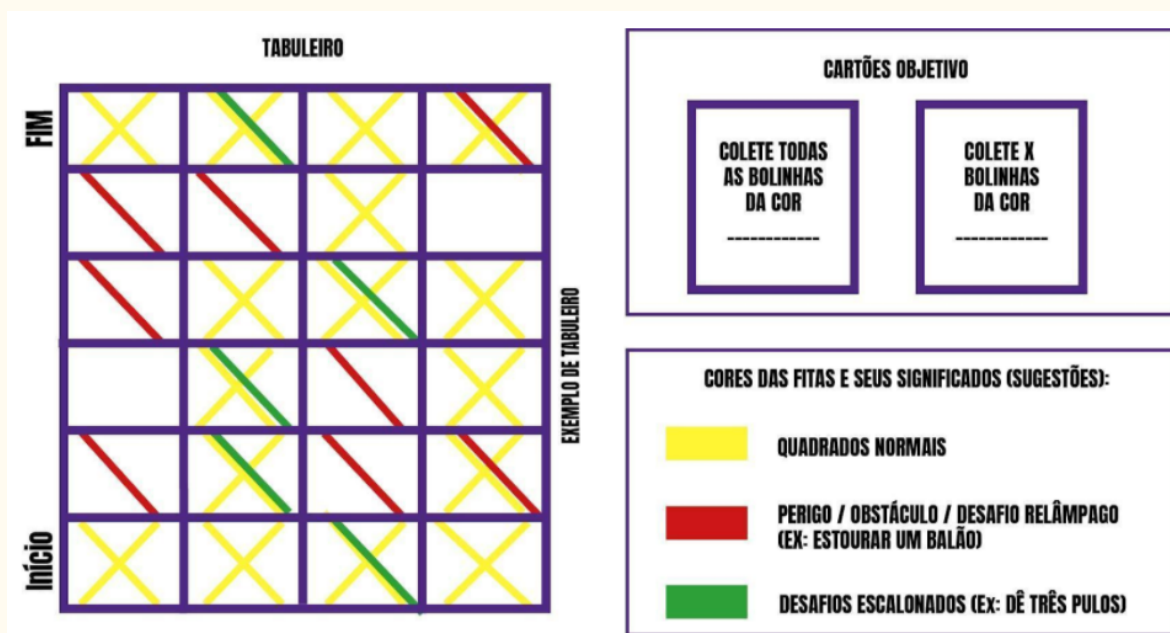 TABULEIRO
FIM
Início
EXEMPLO DE TABULEIRO
CARTÕES OBJETIVO
COLETE TODAS
AS BOLINHAS
DA COR
------------
COLETE X
BOLINHAS
DA COR
------------
CORES DAS FITAS E SEUS SIGNIFICADOS (SUGESTÕES):
QUADRADOS NORMAIS
PERIGO / OBSTÁCULO / DESAFIO RELÂMPAGO
(EX: ESTOURAR UM BALÃO)
DESAFIOS ESCALONADOS (Ex: DÊ TRÊS PULOS)